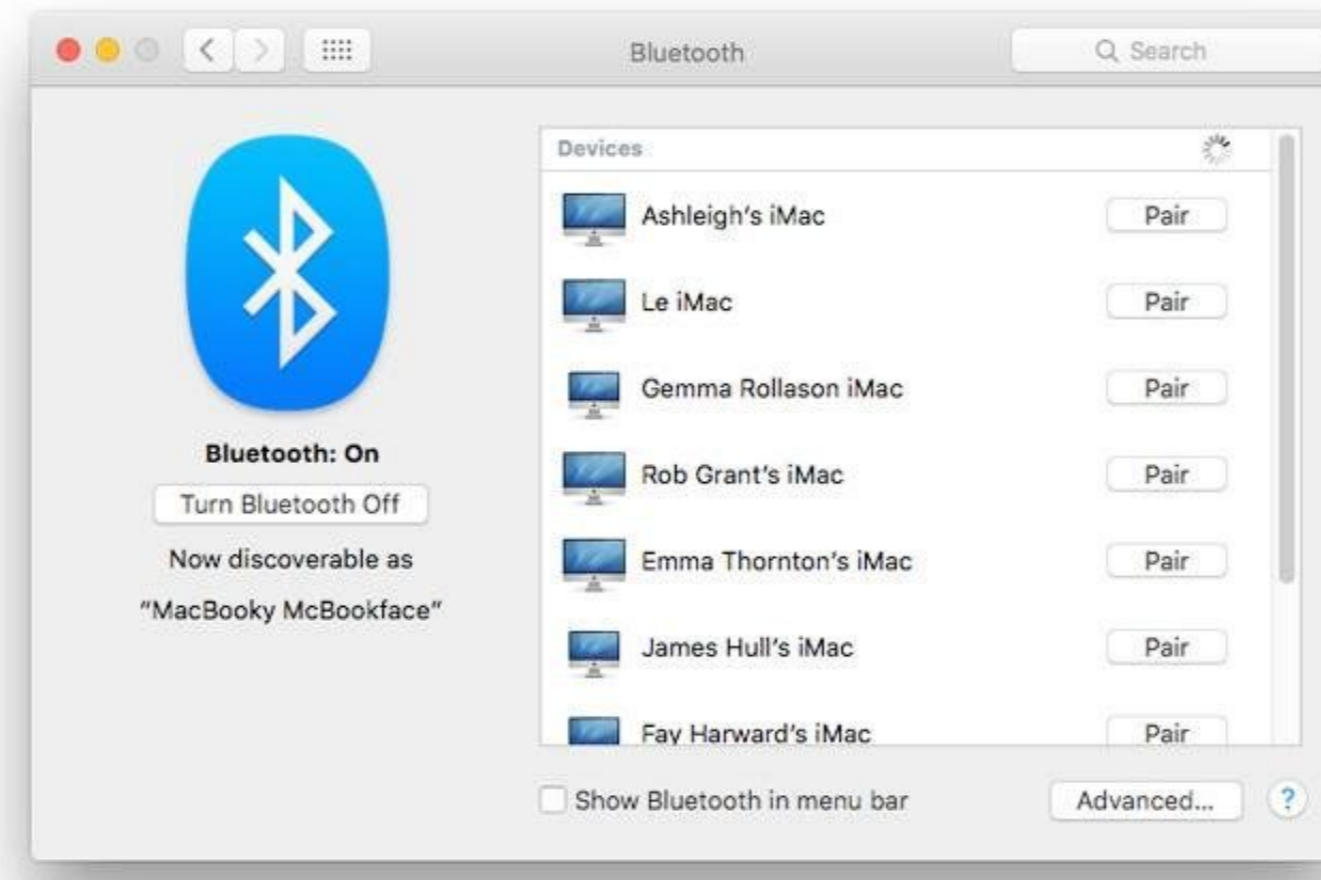 Bluetooth
Search
Devices
Ashleigh's iMac Pair
Le iMac Pair
Gemma Rollason iMac Pair
Rob Grant's iMac Pair
Emma Thornton's iMac Pair
James Hull's iMac Pair
Fay Harward's iMac Pair
Bluetooth: On
Turn Bluetooth Off
Now discoverable as
"MacBooky McBookface"
Show Bluetooth in menu bar
Advanced... ?